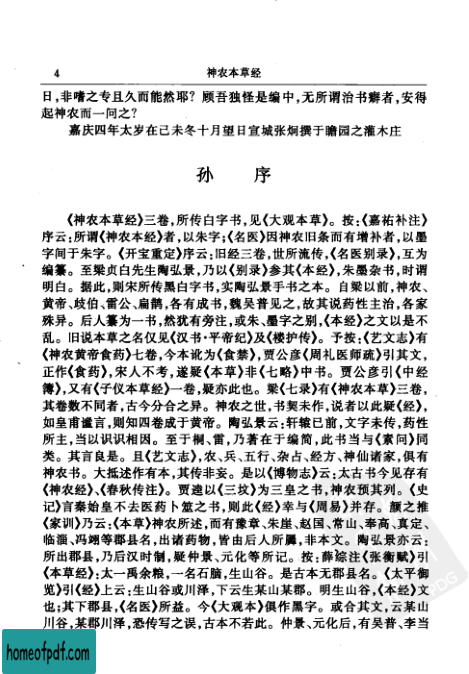 4
神农本草经
日,非嗜之专且久而能然耶? 顾吾独怪是编中,无所谓治书癖者,安得
起神农而一问之?
嘉庆四年太岁在己未冬十月望日宣城张炯撰于瞻园之灌木庄
孙 序
《神农本草经》三卷,所传白字书,见《大观本草》。按:《嘉祐补注》
序云:所谓《神农本经》者,以朱字;《名医》因神农旧条而有增补者,以墨
字间于朱字。《开宝重定》序云:旧经三卷,世所流传,《名医别录》,互为
编纂。至梁贞白先生陶弘景,乃以《别录》参其《本经》,朱墨杂书,时谓
明白。据此,则宋所传黑白字书,实陶弘景手书之本。自梁以前,神农、
黄帝、歧伯、雷公、扁鹊,各有成书,魏吴普见之,故其说药性主治,各家
殊异。后人纂为一书,然犹有旁注,或朱、墨字之别,《本经》之文以是不
乱。旧说本草之名仅见《汉书·平帝纪》及《楼护传》。予按:《艺文志》有
《神农黄帝食药》七卷,今本讹为《食禁》,贾公彦《周礼医师疏》引其文,
正作《食药》,宋人不考,遂疑《本草》非《七略》中书。贾公彦引《中经
簿》,又有《子仪本草经》一卷,疑亦此也。梁《七录》有《神农本草》三卷,
其卷数不同者,古今分合之异。神农之世,书契未作,说者以此疑《经》,
如皇甫谧言,则知四卷成于黄帝。陶弘景云:轩辕已前,文字未传,药性
所主,当以识识相因。至于桐、雷,乃著在于编简,此书当与《素问》同
类。其言良是。且《艺文志》,农、兵、五行、杂占、经方、神仙诸家,俱有
神农书。大抵述作有本,其传非妄。是以《博物志》云:太古书今见存有
《神农经》、《春秋传注》。贾逵以《三坟》为三皇之书,神农预其列。《史
记》言秦始皇不去医药卜筮之书,则此《经》幸与《周易》并存。颜之推
《家训》乃云:《本草》神农所述,而有豫章、朱崖、赵国、常山、奉高、真定、
临淄、冯翊等郡县名,出诸药物,皆由后人所羼,非本文。陶弘景亦云:
所出郡县,乃后汉时制,疑仲景、元化等所记。按:薛综注《张衡赋》引
《本草经》:太一禹余粮,一名石脑,生山谷。是古本无郡县名。《太平御
览》引《经》上云:生山谷或川泽,下云生某山某郡。明生山谷,《本经》文
也;其下郡县,《名医》所益。今《大观本》俱作黑字。或合其文,云某山
川谷,某郡川泽,恐传写之误,古本不若此。仲景、元化后,有吴普、李当
homeofpdf.com
PDG